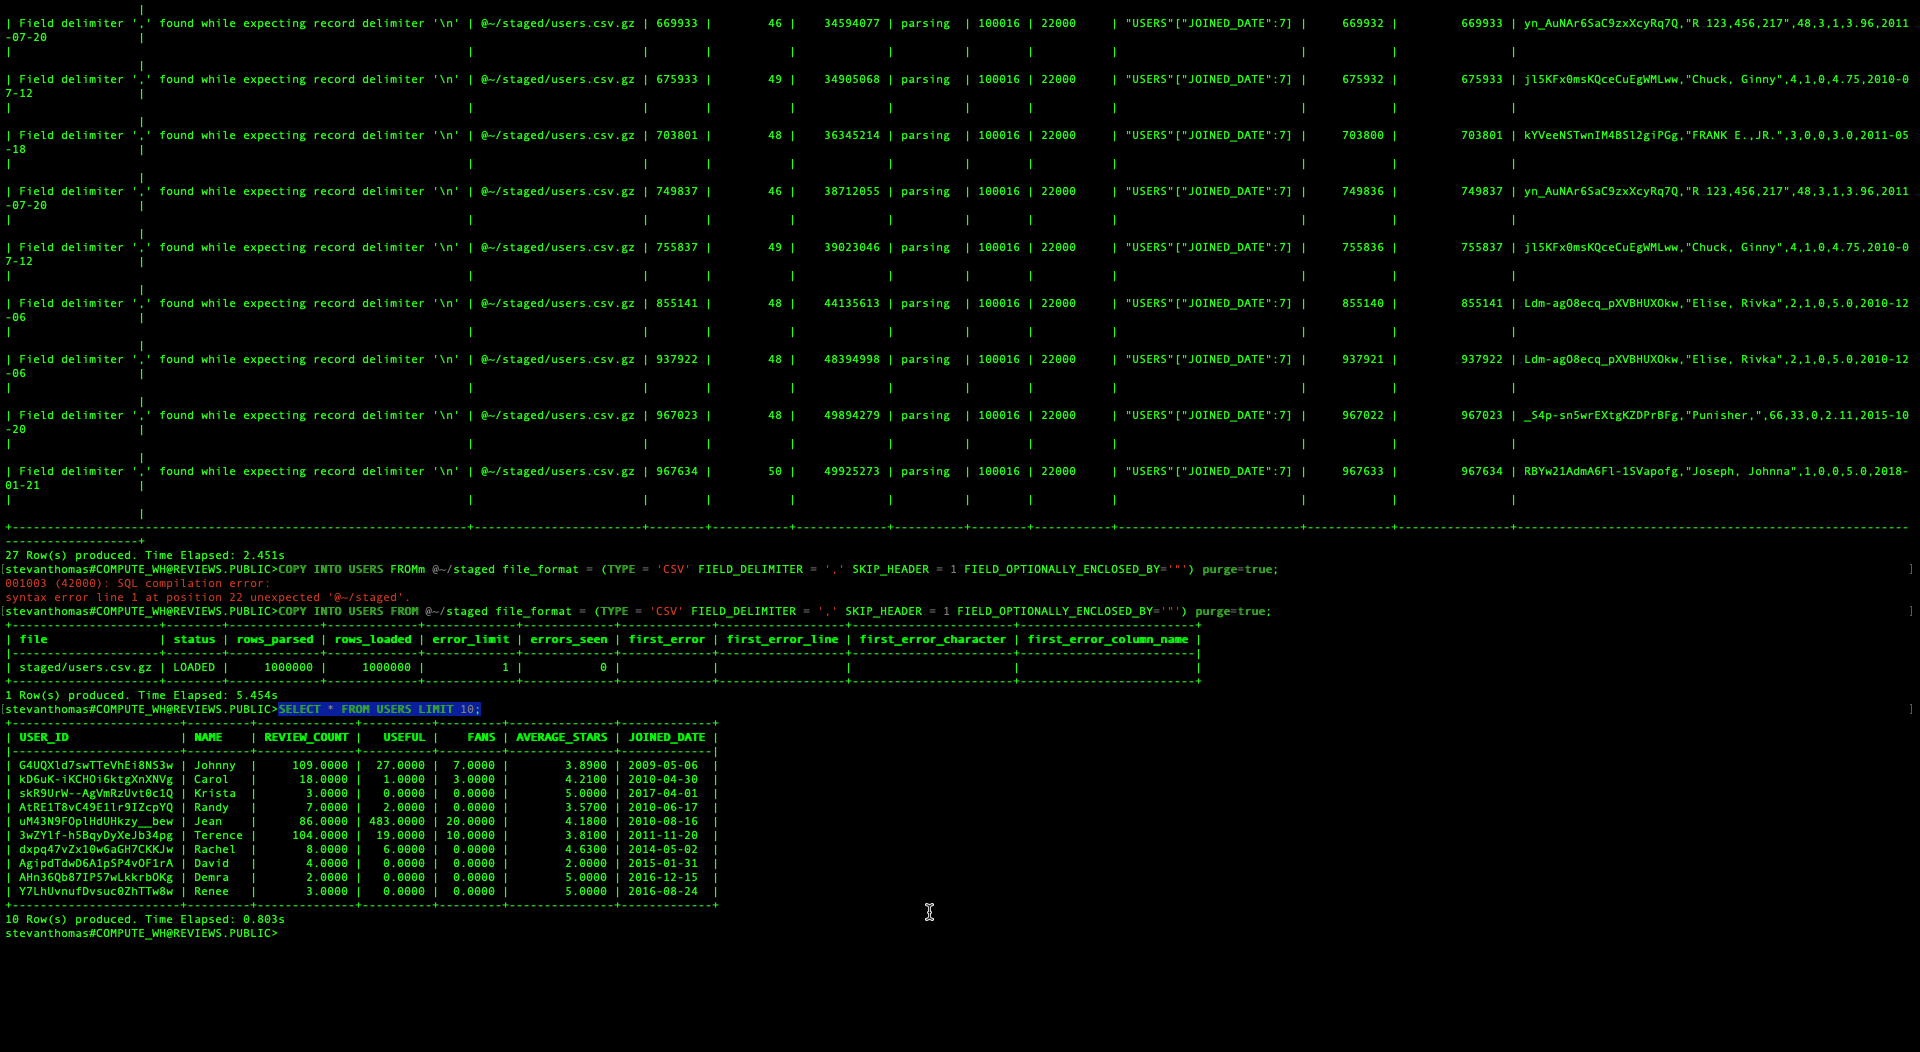 |
| Field delimiter ',' found while expecting record delimiter '\n' | @~/staged/users.csv.gz | 669933 | 46 | 34594077 | parsing | 100016 | 22000 | "USERS"["JOINED_DATE":7] | 669932 | 669933 | yn_AuNAr6SaC9zxXcyRq7Q,"R 123,456,217",48,3,1,3.96,2011
-07-20 |
| | | | | | | | | | | |
|
| Field delimiter ',' found while expecting record delimiter '\n' | @~/staged/users.csv.gz | 675933 | 49 | 34905068 | parsing | 100016 | 22000 | "USERS"["JOINED_DATE":7] | 675932 | 675933 | jl5KFx0msKQceCuEgWMLww,"Chuck, Ginny",4,1,0,4.75,2010-0
7-12 |
| | | | | | | | | | | |
|
| Field delimiter ',' found while expecting record delimiter '\n' | @~/staged/users.csv.gz | 703801 | 48 | 36345214 | parsing | 100016 | 22000 | "USERS"["JOINED_DATE":7] | 703800 | 703801 | kYVeeNSTwnIM4BSl2giPGg,"FRANK E.,JR.",3,0,0,3.0,2011-05
-18 |
| | | | | | | | | | | |
|
| Field delimiter ',' found while expecting record delimiter '\n' | @~/staged/users.csv.gz | 749837 | 46 | 38712055 | parsing | 100016 | 22000 | "USERS"["JOINED_DATE":7] | 749836 | 749837 | yn_AuNAr6SaC9zxXcyRq7Q,"R 123,456,217",48,3,1,3.96,2011
-07-20 |
| | | | | | | | | | | |
|
| Field delimiter ',' found while expecting record delimiter '\n' | @~/staged/users.csv.gz | 755837 | 49 | 39023046 | parsing | 100016 | 22000 | "USERS"["JOINED_DATE":7] | 755836 | 755837 | jl5KFx0msKQceCuEgWMLww,"Chuck, Ginny",4,1,0,4.75,2010-0
7-12 |
| | | | | | | | | | | |
|
| Field delimiter ',' found while expecting record delimiter '\n' | @~/staged/users.csv.gz | 855141 | 48 | 44135613 | parsing | 100016 | 22000 | "USERS"["JOINED_DATE":7] | 855140 | 855141 | Ldm-agO8ecq_pXVBHUXOkw,"Elise, Rivka",2,1,0,5.0,2010-12
-06 |
| | | | | | | | | | | |
|
| Field delimiter ',' found while expecting record delimiter '\n' | @~/staged/users.csv.gz | 937922 | 48 | 48394998 | parsing | 100016 | 22000 | "USERS"["JOINED_DATE":7] | 937921 | 937922 | Ldm-agO8ecq_pXVBHUXOkw,"Elise, Rivka",2,1,0,5.0,2010-12
-06 |
| | | | | | | | | | | |
|
| Field delimiter ',' found while expecting record delimiter '\n' | @~/staged/users.csv.gz | 967023 | 48 | 49894279 | parsing | 100016 | 22000 | "USERS"["JOINED_DATE":7] | 967022 | 967023 | _S4p-sn5wrEXtgKZDPrBFg,"Punisher,",66,33,0,2.11,2015-10
-20 |
| | | | | | | | | | | |
|
| Field delimiter ',' found while expecting record delimiter '\n' | @~/staged/users.csv.gz | 967634 | 50 | 49925273 | parsing | 100016 | 22000 | "USERS"["JOINED_DATE":7] | 967633 | 967634 | RBYw21AdmA6Fl-1SVapofg,"Joseph, Johnna",1,0,0,5.0,2018-
01-21 |
| | | | | | | | | | | |
|
27 Row(s) produced. Time Elapsed: 2.451s
[stevanthomas#COMPUTE_WH@REVIEWS.PUBLIC>COPY INTO USERS FROMm @~/staged file_format = (TYPE = 'CSV' FIELD_DELIMITER = ',' SKIP_HEADER = 1 FIELD_OPTIONALLY_ENCLOSED_BY='"') purge=true; ]
001003 (42000): SQL compilation error:
syntax error line 1 at position 22 unexpected '@~/staged'.
[stevanthomas#COMPUTE_WH@REVIEWS.PUBLIC>COPY INTO USERS FROM @~/staged file_format = (TYPE = 'CSV' FIELD_DELIMITER = ',' SKIP_HEADER = 1 FIELD_OPTIONALLY_ENCLOSED_BY='"') purge=true; ]
| file | status | rows_parsed | rows_loaded | error_limit | errors_seen | first_error | first_error_line | first_error_character | first_error_column_name |
| staged/users.csv.gz | LOADED | 1000000 | 1000000 | 1 | 0 | | | | |
1 Row(s) produced. Time Elapsed: 5.454s
[stevanthomas#COMPUTE_WH@REVIEWS.PUBLIC>SELECT * FROM USERS LIMIT 10; ]
| USER_ID | NAME | REVIEW_COUNT | USEFUL | FANS | AVERAGE_STARS | JOINED_DATE |
| G4UQXld7swTTeVhEi8NS3w | Johnny | 109.0000 | 27.0000 | 7.0000 | 3.8900 | 2009-05-06 |
| kD6uK-iKCHOi6ktgXnXNVg | Carol | 18.0000 | 1.0000 | 3.0000 | 4.2100 | 2010-04-30 |
| skR9UrW--AgVmRzUvt0c1Q | Krista | 3.0000 | 0.0000 | 0.0000 | 5.0000 | 2017-04-01 |
| AtRE1T8vC49E1lr9IZcpYQ | Randy | 7.0000 | 2.0000 | 0.0000 | 3.5700 | 2010-06-17 |
| uM43N9FOplHdUHkzy__bew | Jean | 86.0000 | 483.0000 | 20.0000 | 4.1800 | 2010-08-16 |
| 3wZYlf-h5BqyDyXeJb34pg | Terence | 104.0000 | 19.0000 | 10.0000 | 3.8100 | 2011-11-20 |
| dxpq47vZx10w6aGH7CKKJw | Rachel | 8.0000 | 6.0000 | 0.0000 | 4.6300 | 2014-05-02 |
| AgipdTdwD6A1pSP4vOF1rA | David | 4.0000 | 0.0000 | 0.0000 | 2.0000 | 2015-01-31 |
| AHn36Qb87IP57wLkkrbOKg | Demra | 2.0000 | 0.0000 | 0.0000 | 5.0000 | 2016-12-15 |
| Y7LhUvnufDvsuc0ZhTTw8w | Renee | 3.0000 | 0.0000 | 0.0000 | 5.0000 | 2016-08-24 |
10 Row(s) produced. Time Elapsed: 0.803s
stevanthomas#COMPUTE_WH@REVIEWS.PUBLIC>